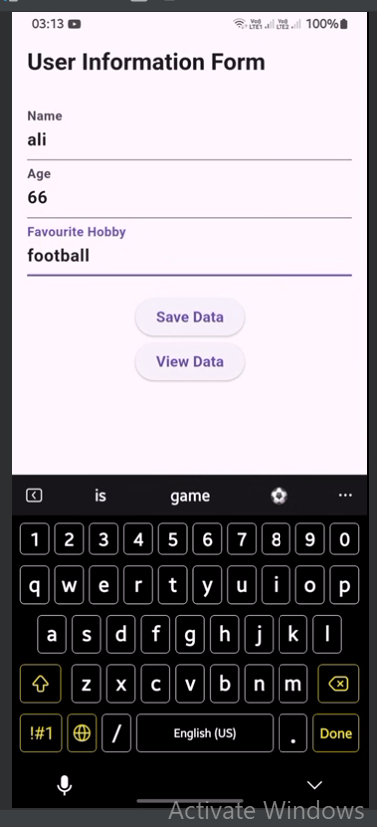 03:13 Vo) LTE1 Vo) LTE2 100%
User Information Form
Name
ali
Age
66
Favourite Hobby
football
Save Data
View Data
is game ...
1 2 3 4 5 6 7 8 9 0
q w e r t y u i o p
a s d f g h j k l
z x c v b n m
!#1 / English (US) . Done
Activate Windows